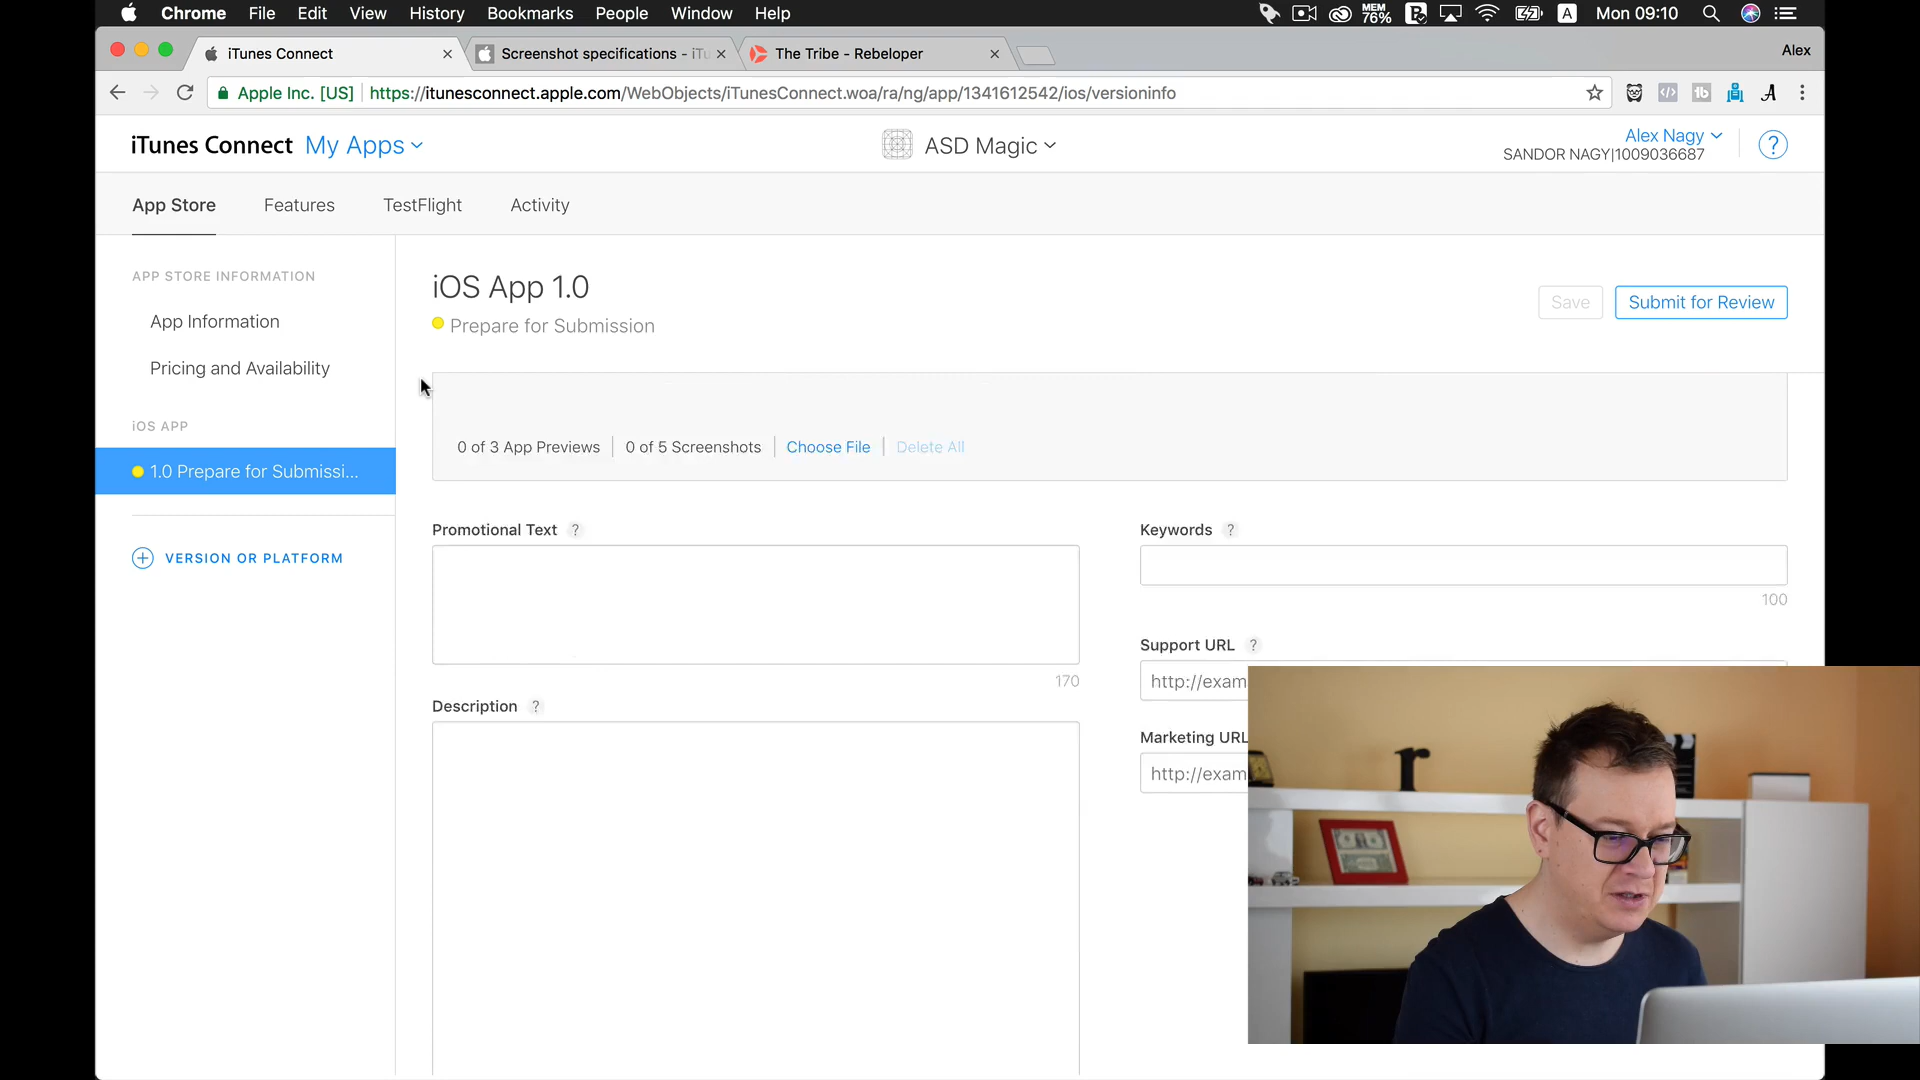 Chrome File Edit View History Bookmarks People Window Help MEM 76% A Mon 09:10
iTunes Connect Screenshot specifications - iTu The Tribe - Rebeloper Alex
Apple Inc. [US] https://itunesconnect.apple.com/WebObjects/iTunesConnect.woa/ra/ng/app/1341612542/ios/versioninfo
iTunes Connect My Apps ASD Magic Alex Nagy ?
SANDOR NAGY|1009036687
App Store Features TestFlight Activity
APP STORE INFORMATION
App Information
Pricing and Availability
iOS APP
1.0 Prepare for Submissi...
VERSION OR PLATFORM
iOS App 1.0
Prepare for Submission
Save Submit for Review
0 of 3 App Previews 0 of 5 Screenshots Choose File Delete All
Promotional Text ?
170
Description ?
Keywords ?
100
Support URL ?
http://exam
Marketing URL
http://exam